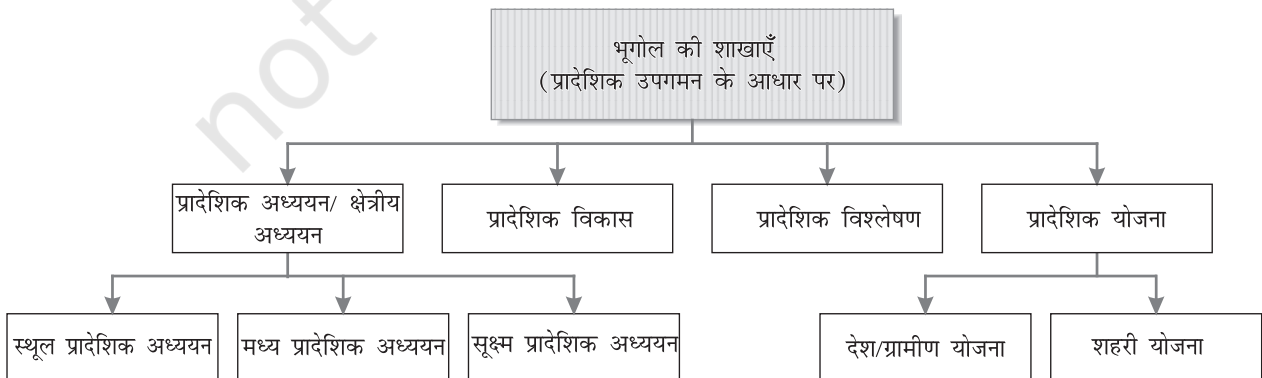 not
भूगोल की शाखाएँ
(प्रादेशिक उपगमन के आधार पर)
प्रादेशिक अध्ययन/ क्षेत्रीय
अध्ययन
प्रादेशिक विकास
प्रादेशिक विश्लेषण
प्रादेशिक योजना
स्थूल प्रादेशिक अध्ययन
मध्य प्रादेशिक अध्ययन
सूक्ष्म प्रादेशिक अध्ययन
देश/ग्रामीण योजना
शहरी योजना